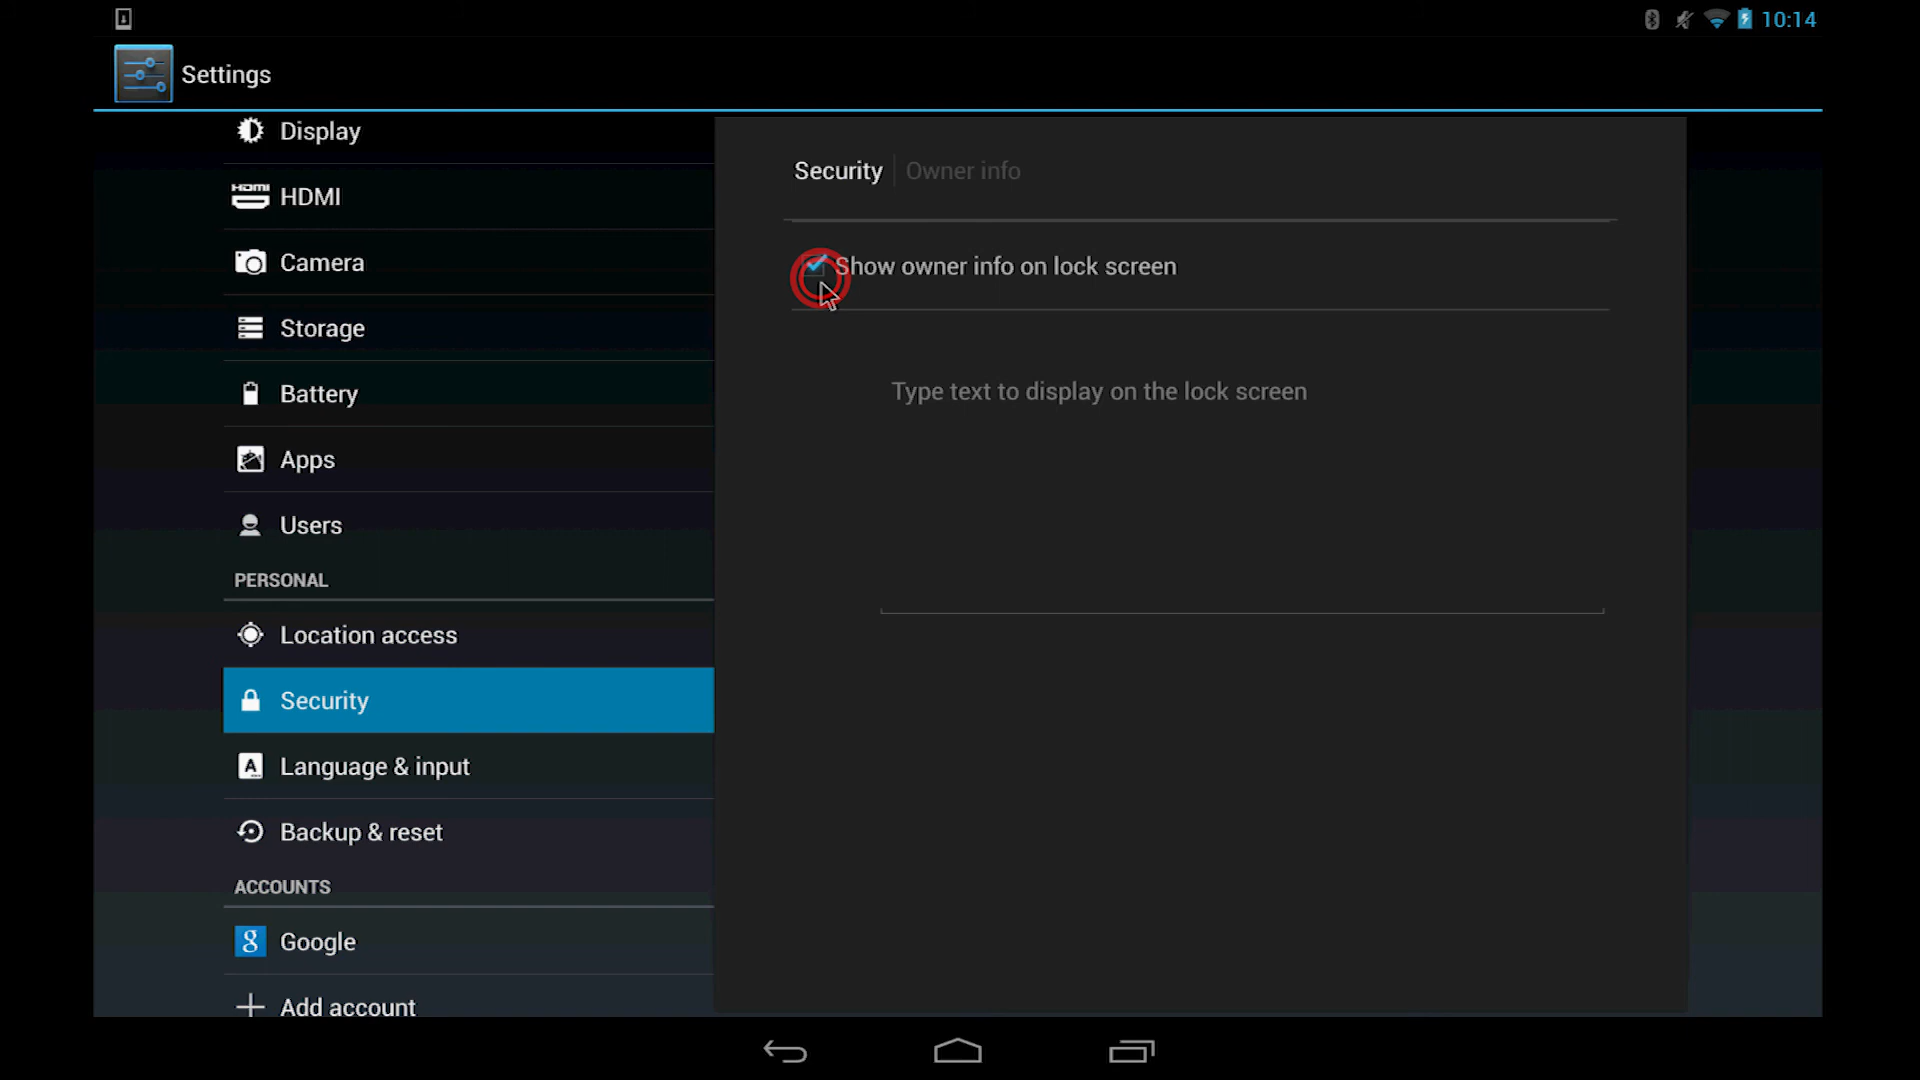 10:14
Settings
Display
HDMI
Camera
Storage
Battery
Apps
Users
PERSONAL
Location access
Security
Language & input
Backup & reset
ACCOUNTS
Google
Add account
Security Owner info
Show owner info on lock screen
Type text to display on the lock screen